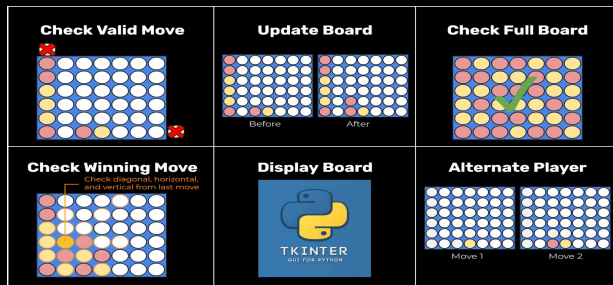 Check Valid Move
Update Board
Check Full Board
Before
After
Check Winning Move
Check diagonal, horizontal,
and vertical from last move
Display Board
TKINTER
GUI FOR PYTHON
Alternate Player
Move 1
Move 2